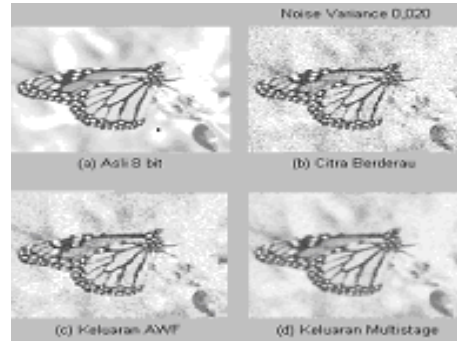 Noise Variance 0,020
(a) Asli 8 bit
(b) Citra Berderau
(c) Keluaran AWF
(d) Keluaran Multistage